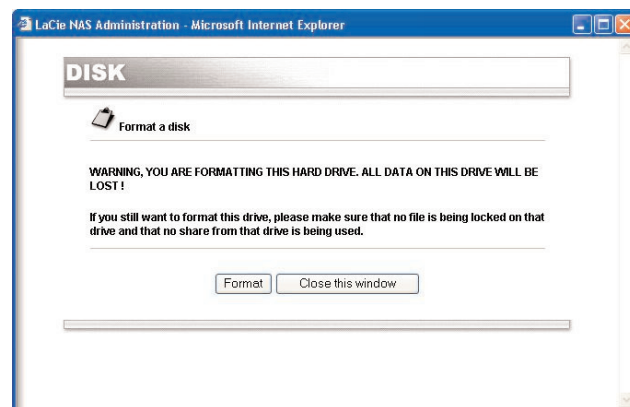 LaCie NAS Administration - Microsoft Internet Explorer
DISK
Format a disk
WARNING, YOU ARE FORMATTING THIS HARD DRIVE. ALL DATA ON THIS DRIVE WILL BE
LOST !
If you still want to format this drive, please make sure that no file is being locked on that
drive and that no share from that drive is being used.
Format
Close this window